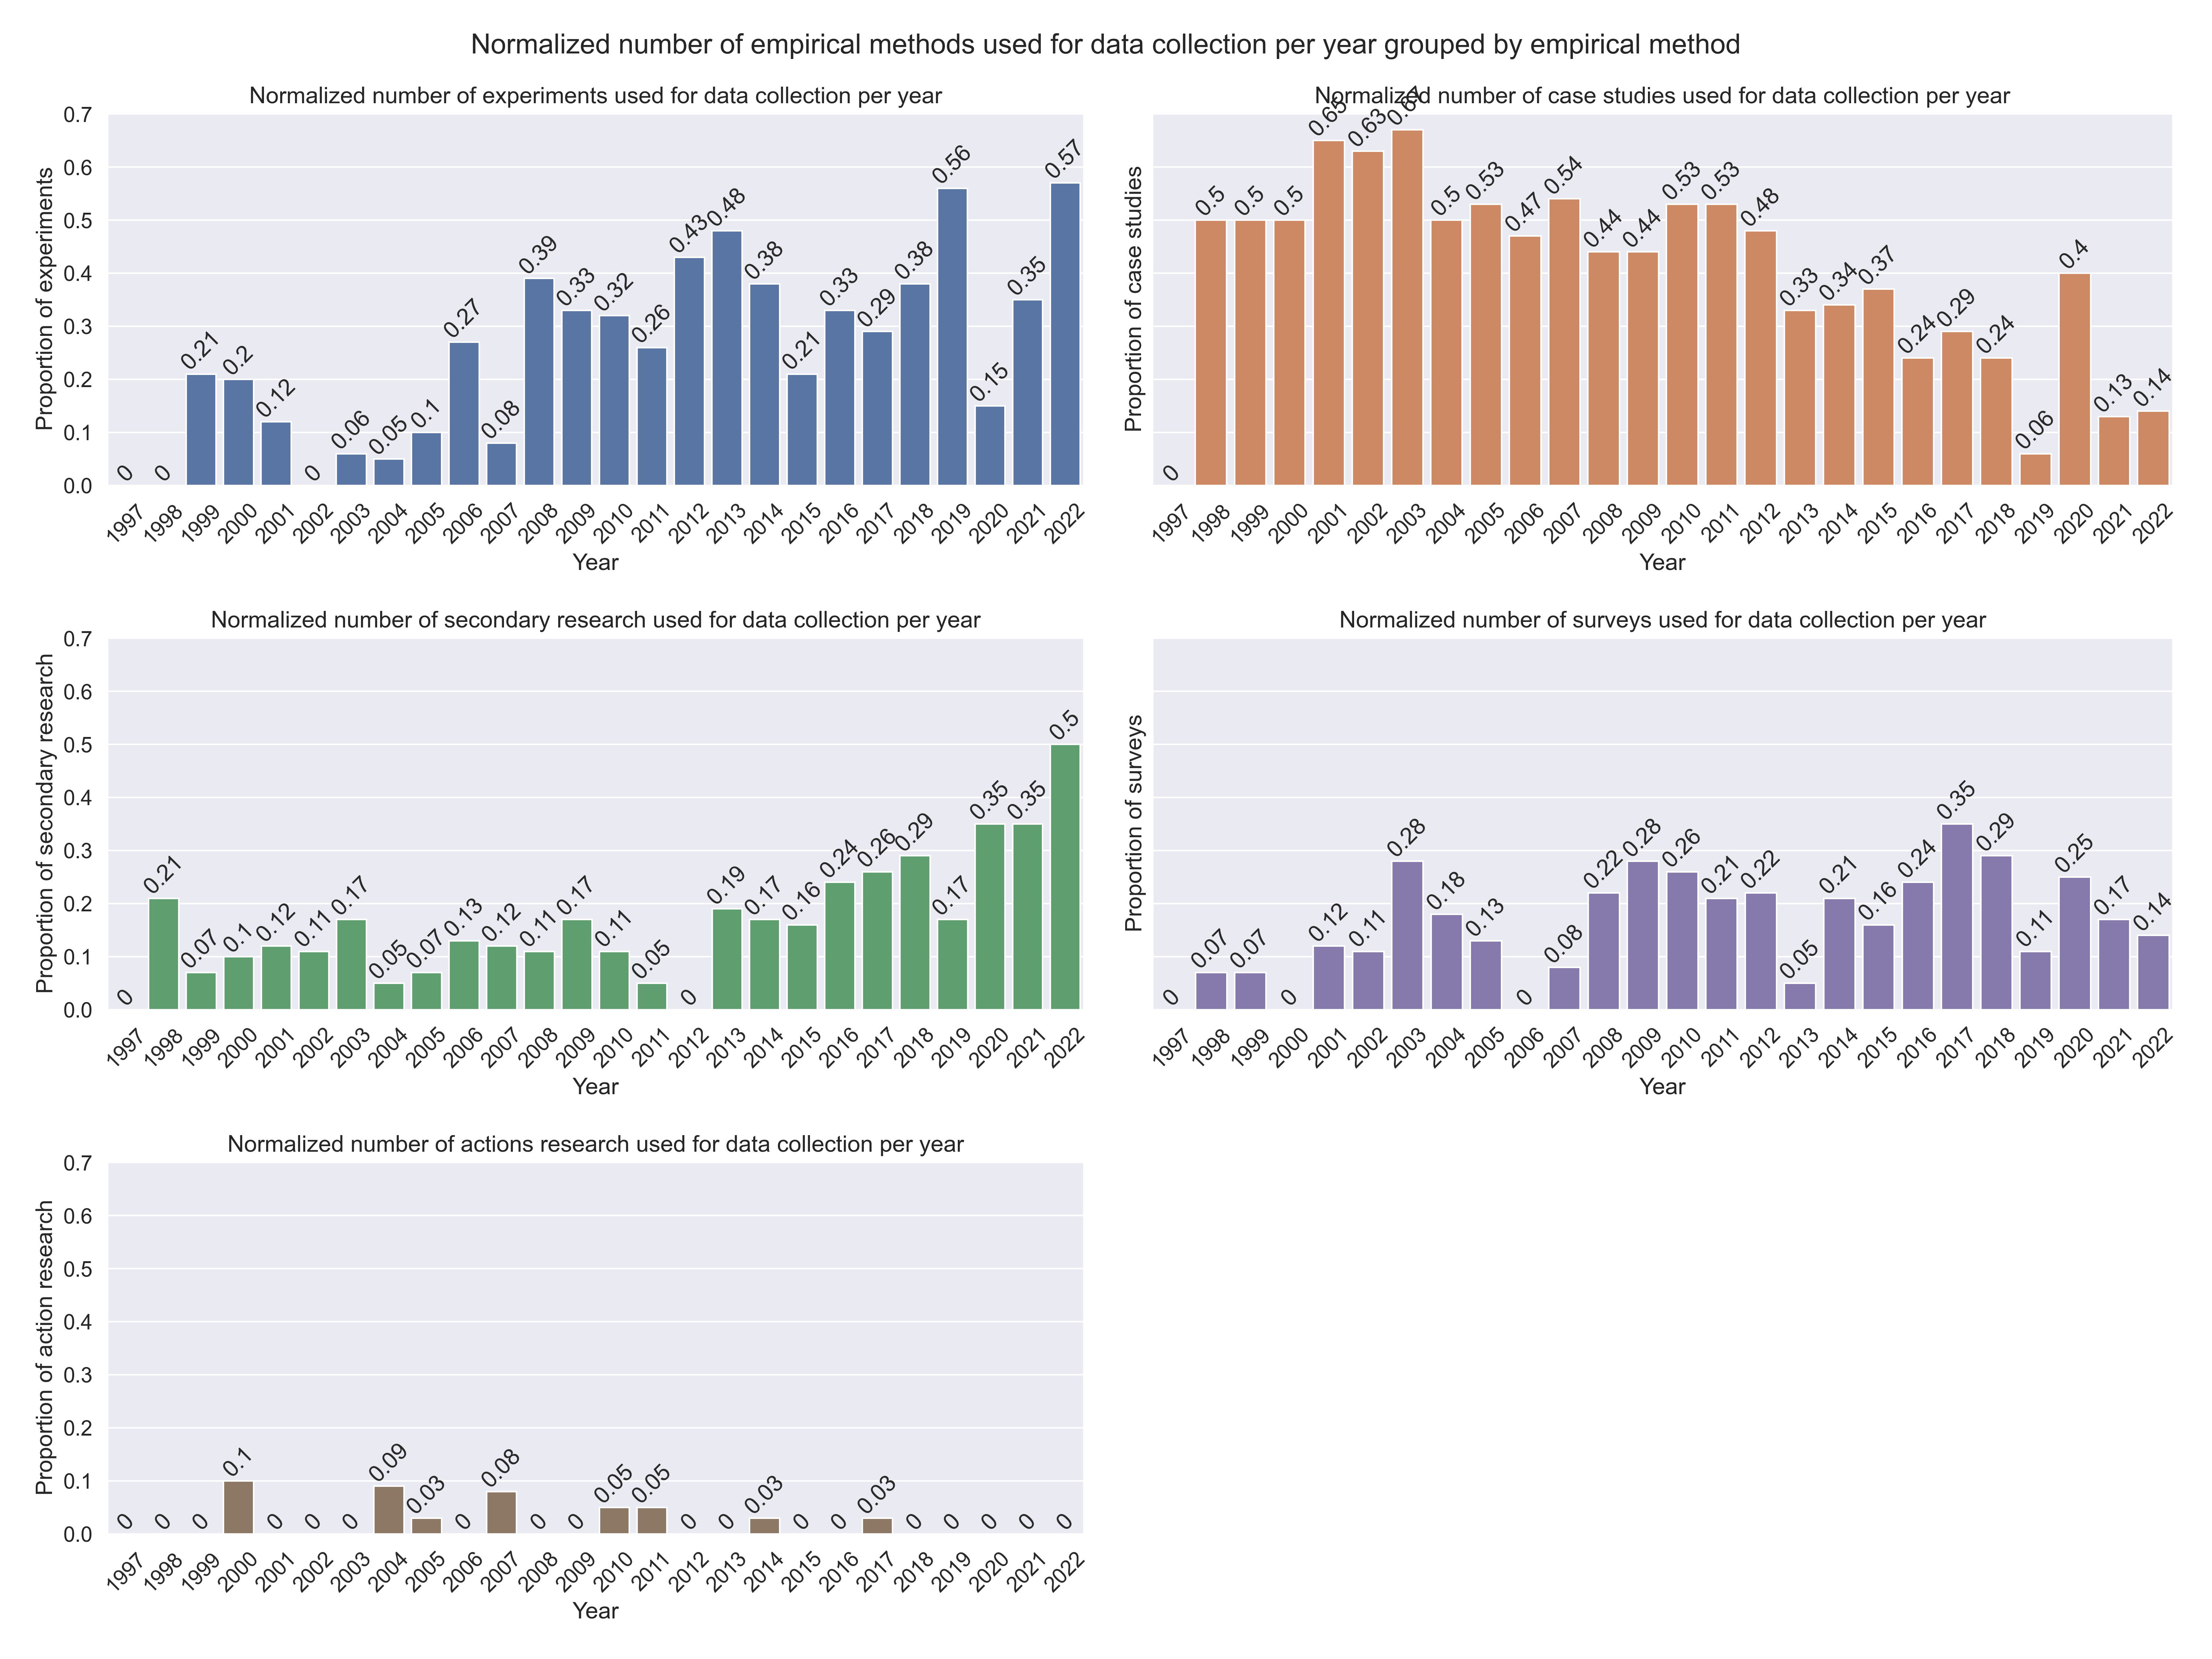 Normalized number of empirical methods used for data collection per year grouped by empirical method
Normalized number of experiments used for data collection per year
0.7
0.6
0.5
0.4
0.3
0.2
0.1
0.0
Proportion of experiments
0 0 0.21 0.2 0.12 0 0.06 0.05 0.1 0.27 0.08 0.39 0.33 0.32 0.26 0.43 0.48 0.38 0.21 0.33 0.29 0.38 0.56 0.15 0.35 0.57
1997 1998 1999 2000 2001 2002 2003 2004 2005 2006 2007 2008 2009 2010 2011 2012 2013 2014 2015 2016 2017 2018 2019 2020 2021 2022
Year
Normalized number of case studies used for data collection per year
Proportion of case studies
0 0.5 0.5 0.5 0.65 0.63 0.67 0.5 0.53 0.47 0.54 0.44 0.44 0.53 0.53 0.48 0.33 0.34 0.37 0.24 0.29 0.24 0.06 0.4 0.13 0.14
1997 1998 1999 2000 2001 2002 2003 2004 2005 2006 2007 2008 2009 2010 2011 2012 2013 2014 2015 2016 2017 2018 2019 2020 2021 2022
Year
Normalized number of secondary research used for data collection per year
0.7
0.6
0.5
0.4
0.3
0.2
0.1
0.0
Proportion of secondary research
0 0.21 0.07 0.1 0.12 0.11 0.17 0.05 0.07 0.13 0.12 0.11 0.17 0.11 0.05 0 0.19 0.17 0.16 0.24 0.26 0.29 0.17 0.35 0.35 0.5
1997 1998 1999 2000 2001 2002 2003 2004 2005 2006 2007 2008 2009 2010 2011 2012 2013 2014 2015 2016 2017 2018 2019 2020 2021 2022
Year
Normalized number of surveys used for data collection per year
Proportion of surveys
0 0.07 0.07 0 0.12 0.11 0.28 0.18 0.13 0 0.08 0.22 0.28 0.26 0.21 0.22 0.05 0.21 0.16 0.24 0.35 0.29 0.11 0.25 0.17 0.14
1997 1998 1999 2000 2001 2002 2003 2004 2005 2006 2007 2008 2009 2010 2011 2012 2013 2014 2015 2016 2017 2018 2019 2020 2021 2022
Year
Normalized number of actions research used for data collection per year
0.7
0.6
0.5
0.4
0.3
0.2
0.1
0.0
Proportion of action research
0 0 0 0.1 0 0 0 0.09 0.03 0 0.08 0 0 0.05 0.05 0 0 0.03 0 0 0.03 0 0 0 0 0
1997 1998 1999 2000 2001 2002 2003 2004 2005 2006 2007 2008 2009 2010 2011 2012 2013 2014 2015 2016 2017 2018 2019 2020 2021 2022
Year